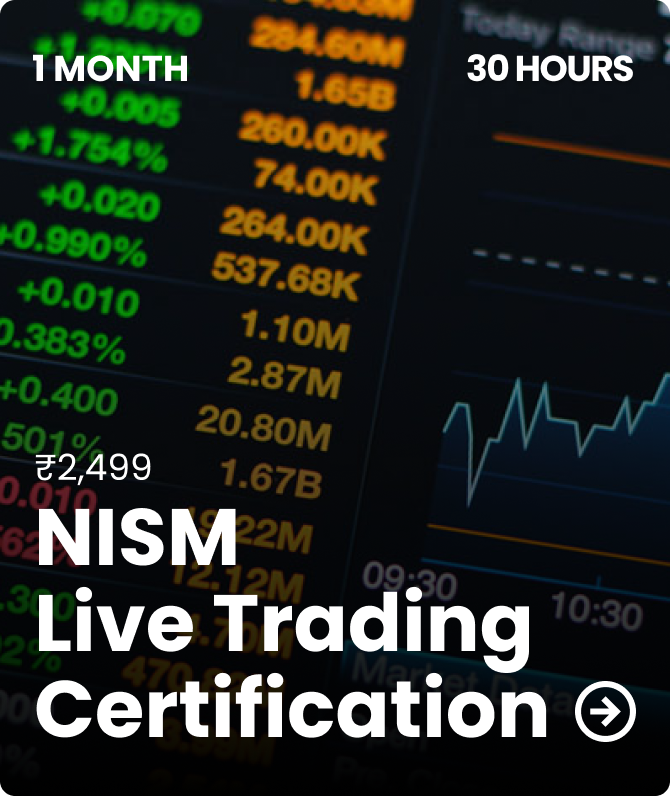 1 MONTH
30 HOURS
+0.070
284.60M
1.65B
+0.005
260.00K
+1.754%
74.00K
+0.020
264.00K
+0.990%
537.68K
+0.010
1.10M
0.383%
2.87M
+0.400
20.80M
501%
1.67B
0.010
22M
12.12M
Today Range
09:30
10:30
Market Data
₹2,499
NISM
Live Trading
Certification